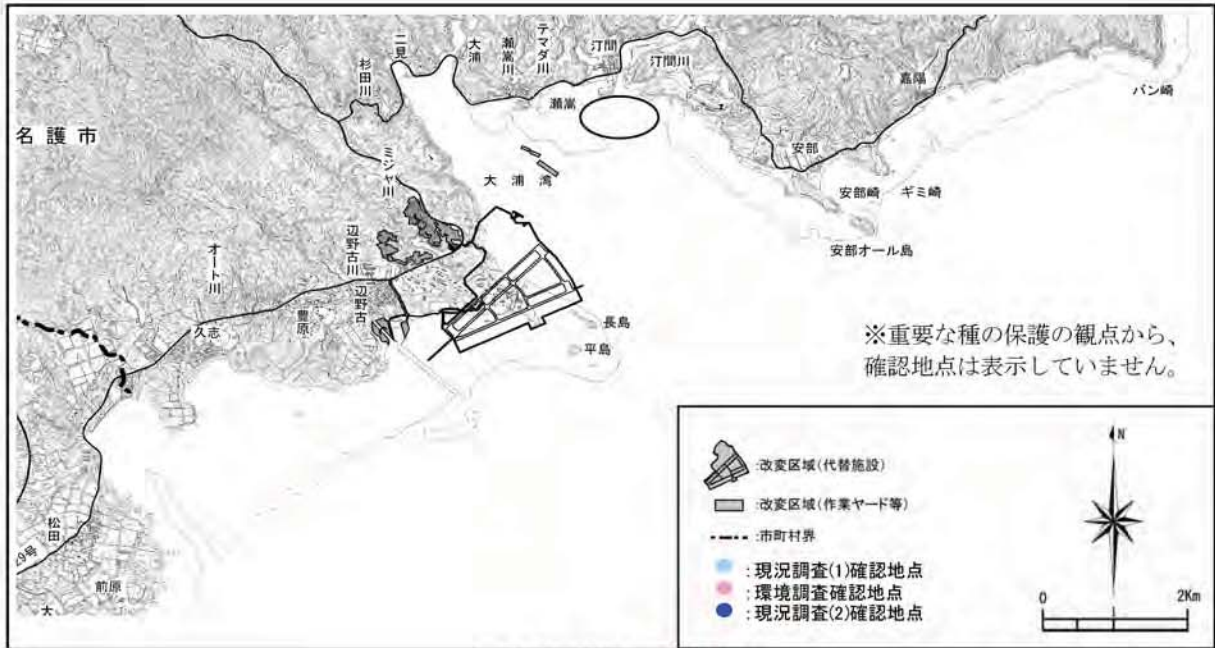 名護市
杉田川
二見
大浦
瀬嵩川
テマダ川
汀間
汀間川
瀬嵩
嘉陽
バン崎
安部
安部崎
ギミ崎
安部オール島
大浦湾
ミジャ川
辺野古川
辺野古
オート川
久志
豊原
長島
平島
松田
前原
※重要な種の保護の観点から、
確認地点は表示していません。
:改変区域(代替施設)
:改変区域(作業ヤード等)
:市町村界
:現況調査(1)確認地点
:環境調査確認地点
:現況調査(2)確認地点
N
0 2Km